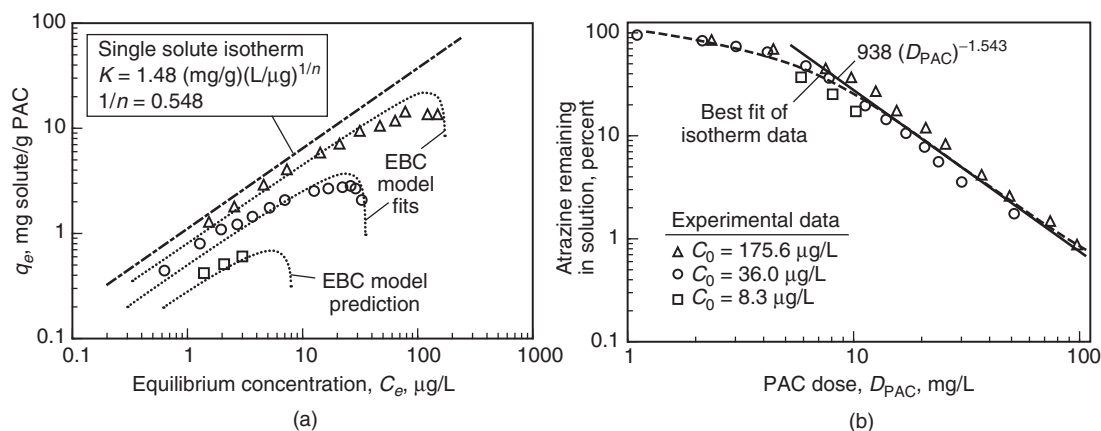 100
10
1
0.1
0.1
1
10
100
1000
q_e, mg solute/g PAC
Equilibrium concentration, C_e, μg/L
Single solute isotherm
K = 1.48 (mg/g)(L/μg)^1/n
1/n = 0.548
EBC
model
fits
EBC model
prediction
(a)
100
10
1
0.1
1
10
100
Atrazine remaining
in solution, percent
PAC dose, D_PAC, mg/L
938 (D_PAC)^−1.543
Best fit of
isotherm data
Experimental data
C_0 = 175.6 μg/L
C_0 = 36.0 μg/L
C_0 = 8.3 μg/L
(b)